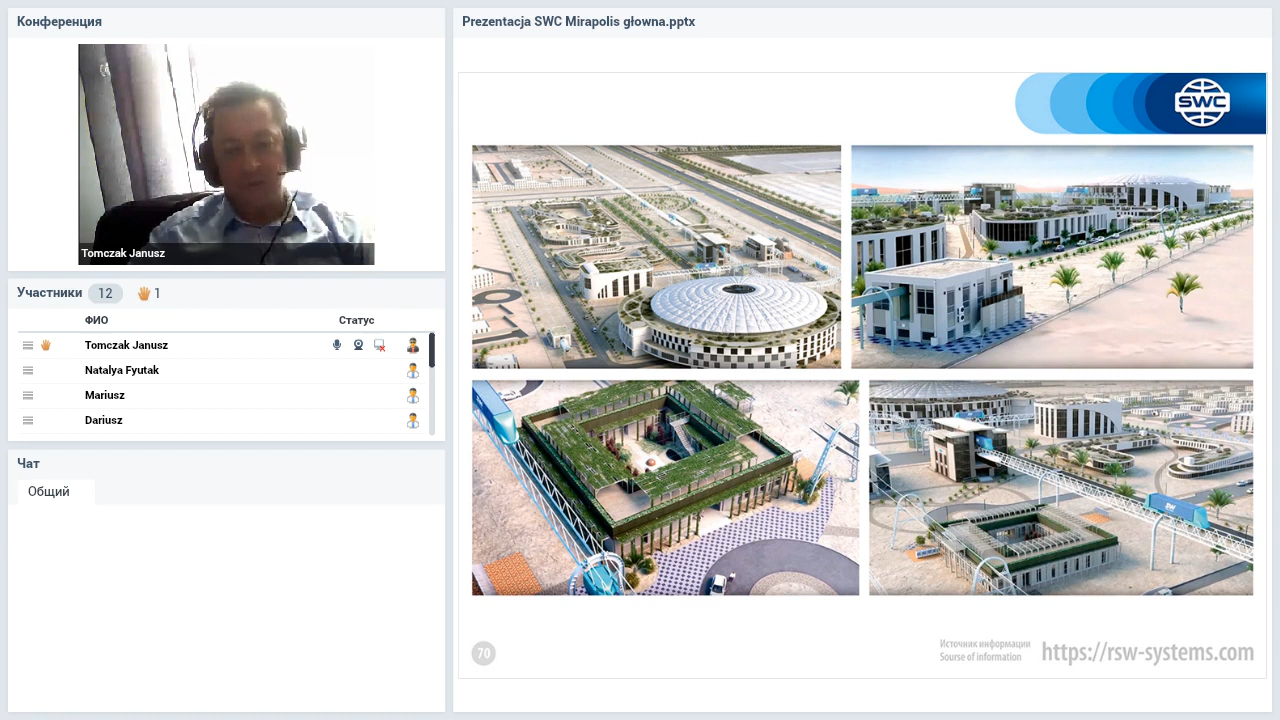 Конференция
Tomczak Janusz
Участники 12 1
ФИО Статус
Tomczak Janusz
Natalya Fyutak
Mariusz
Dariusz
Чат
Общий
Prezentacja SWC Mirapolis głowna.pptx
SWC
70
Источник информации
Sourse of information
https://rsw-systems.com